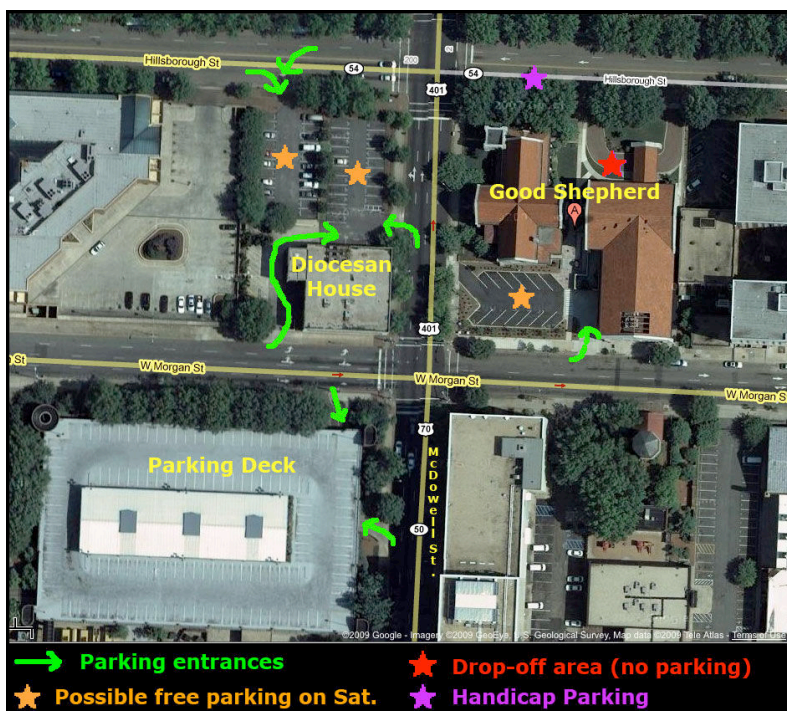 Hillsborough St
54
200
401
54
Hillsborough St
Good Shepherd
A
Diocesan
House
401
W Morgan St
W Morgan St
W Morgan St
70
Parking Deck
McDowell St.
50
©2009 Google - Imagery ©2009 GeoEye, U.S. Geological Survey, Map data ©2009 Tele Atlas - Terms of Use
Parking entrances
Drop-off area (no parking)
Possible free parking on Sat.
Handicap Parking